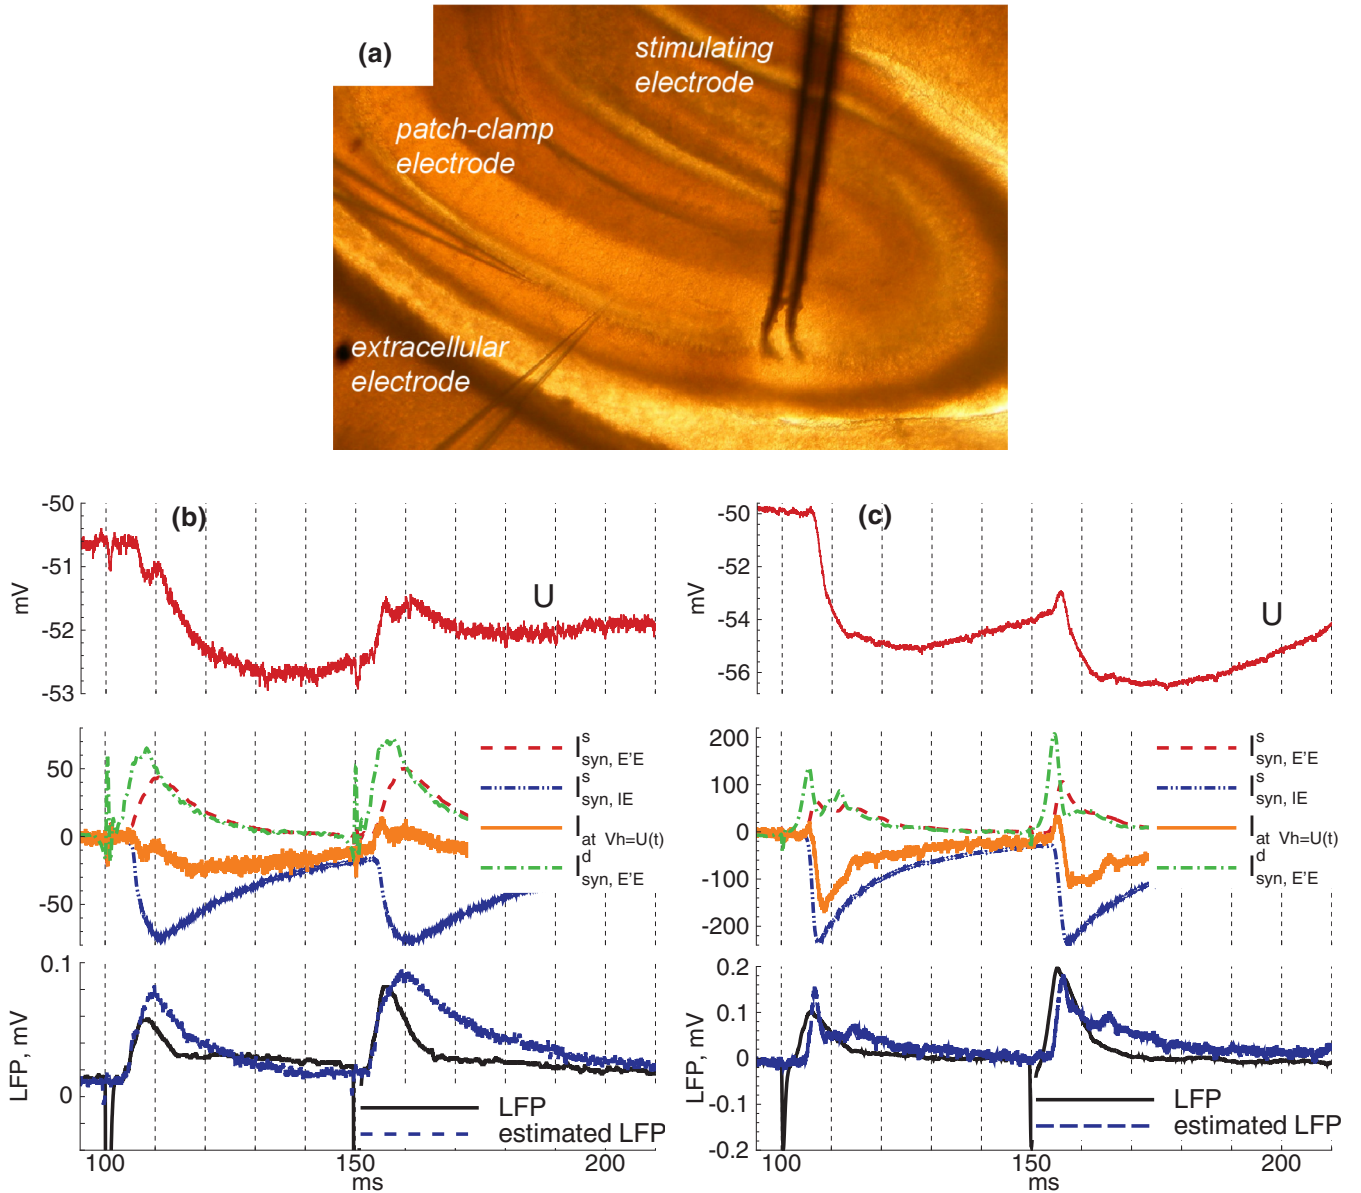 (a)
stimulating
electrode
patch-clamp
electrode
extracellular
electrode
(b)
-50
-51
-52
-53
mV
U
50
0
-50
I^s_syn, E'E
I^s_syn, IE
I_at Vh=U(t)
I^d_syn, E'E
0.1
0
LFP, mV
LFP
estimated LFP
100
150
200
ms
(c)
-50
-52
-54
-56
mV
U
200
100
0
-100
-200
I^s_syn, E'E
I^s_syn, IE
I_at Vh=U(t)
I^d_syn, E'E
0.2
0.1
0
-0.1
-0.2
LFP, mV
LFP
estimated LFP
100
150
200
ms